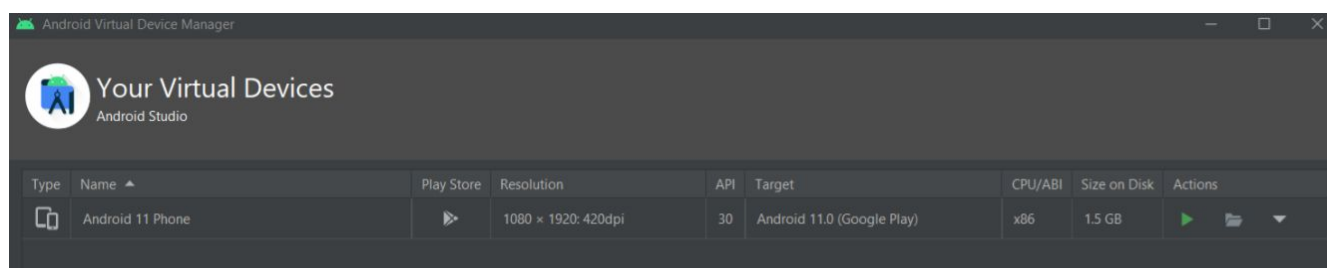 Android Virtual Device Manager
Your Virtual Devices
Android Studio
Type Name Play Store Resolution API Target CPU/ABI Size on Disk Actions
Android 11 Phone 1080 × 1920: 420dpi 30 Android 11.0 (Google Play) x86 1.5 GB